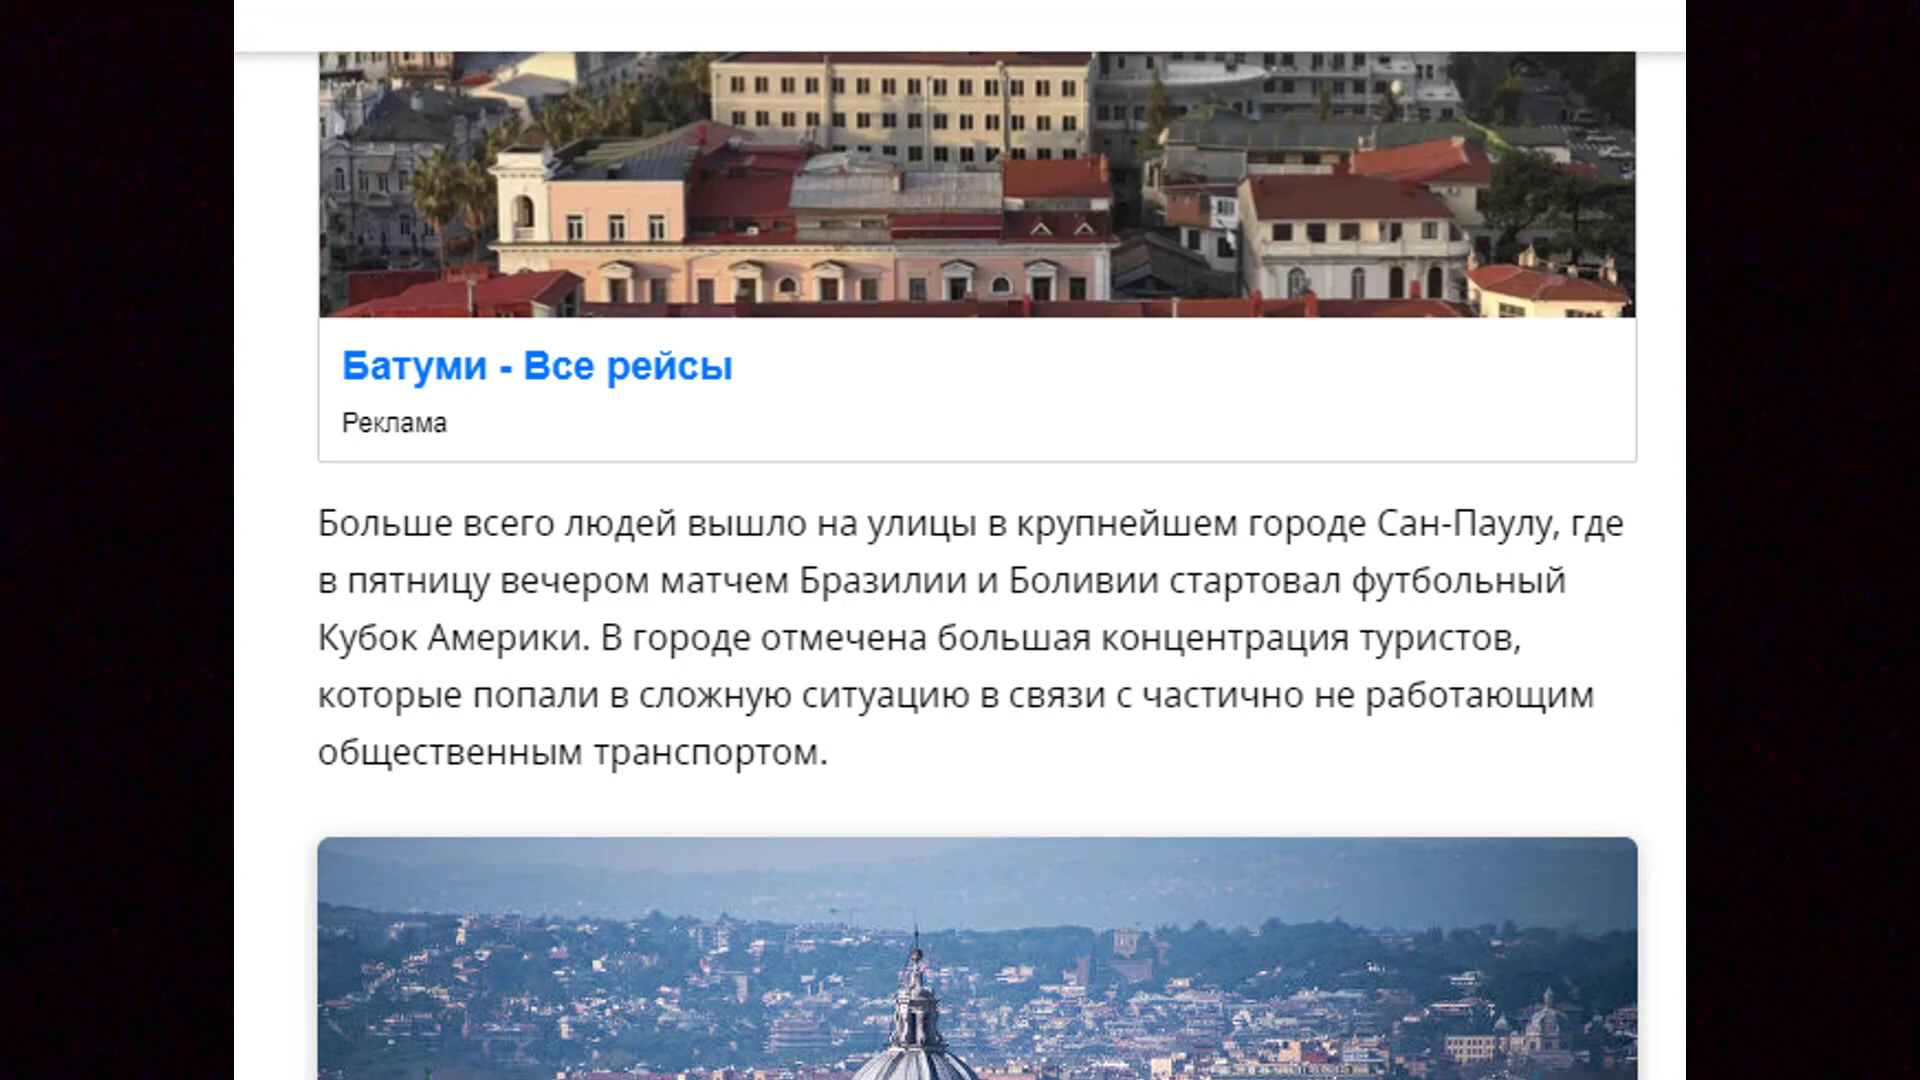 Батуми - Все рейсы
Реклама
Больше всего людей вышло на улицы в крупнейшем городе Сан-Паулу, где
в пятницу вечером матчем Бразилии и Боливии стартовал футбольный
Кубок Америки. В городе отмечена большая концентрация туристов,
которые попали в сложную ситуацию в связи с частично не работающим
общественным транспортом.